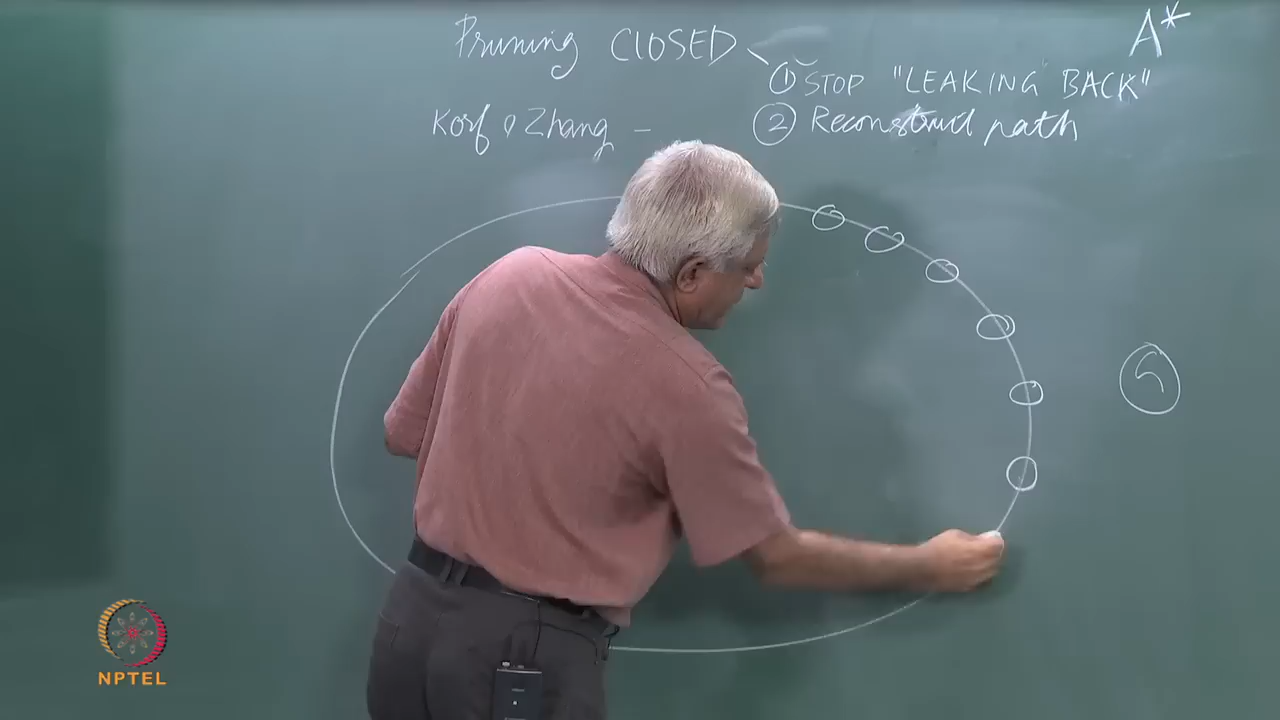 Pruning CLOSED
A*
① STOP "LEAKING BACK"
Korf & Zhang -
② Reconstruct path
G
NPTEL